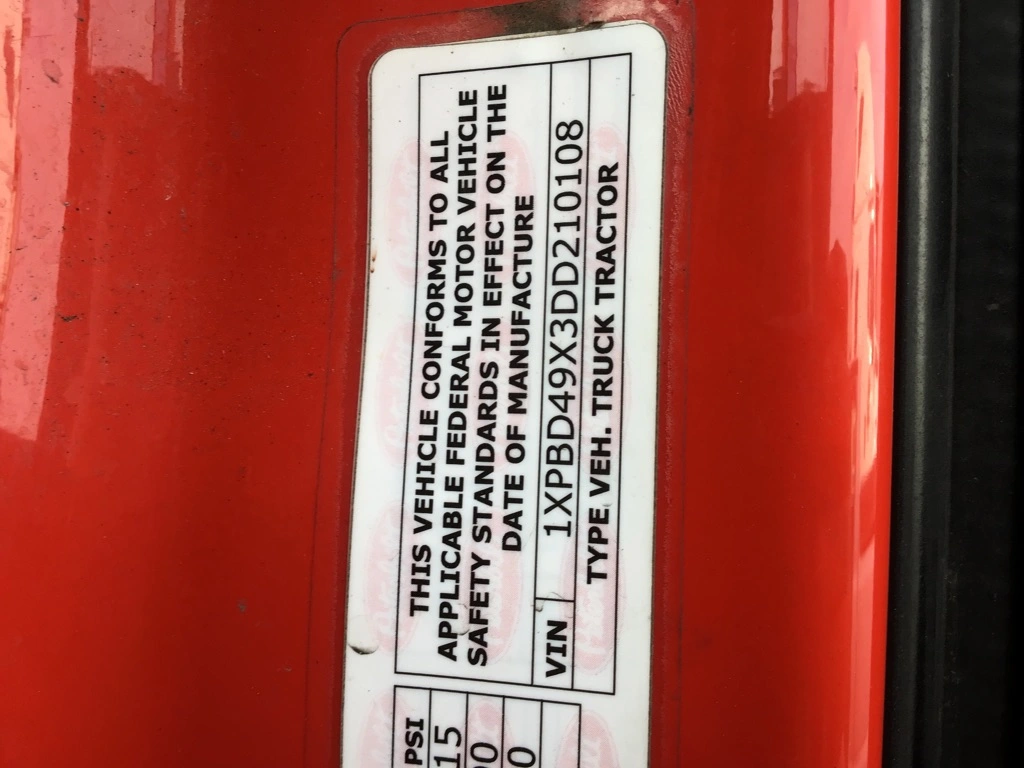 THIS VEHICLE CONFORMS TO ALL
APPLICABLE FEDERAL MOTOR VEHICLE
SAFETY STANDARDS IN EFFECT ON THE
DATE OF MANUFACTURE
VIN 1XPBD49X3DD210108
TYPE VEH. TRUCK TRACTOR
PSI